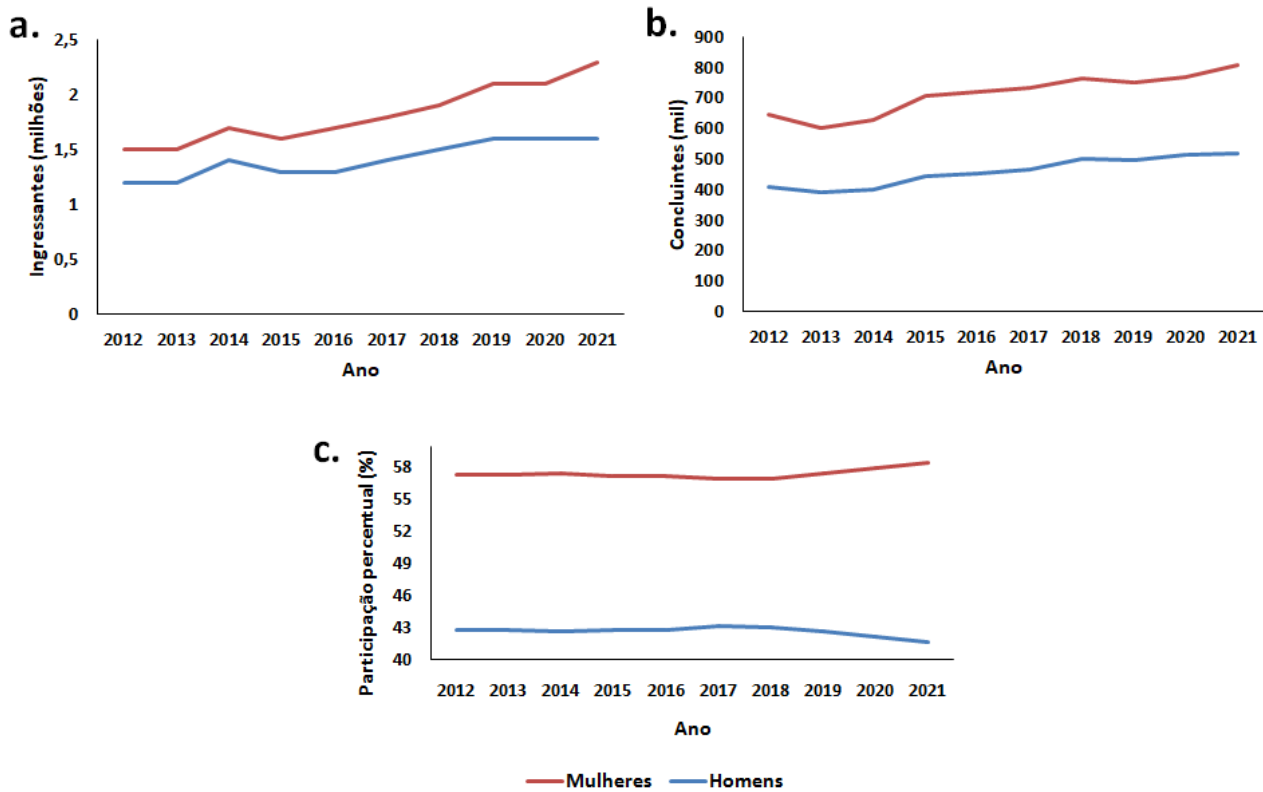 a.
Ingressantes (milhões)
2,5
2
1,5
1
0,5
0
2012 2013 2014 2015 2016 2017 2018 2019 2020 2021
Ano
b.
Concluintes (mil)
900
800
700
600
500
400
300
200
100
0
2012 2013 2014 2015 2016 2017 2018 2019 2020 2021
Ano
c.
Participação percentual (%)
58
55
52
49
46
43
40
2012 2013 2014 2015 2016 2017 2018 2019 2020 2021
Ano
Mulheres Homens